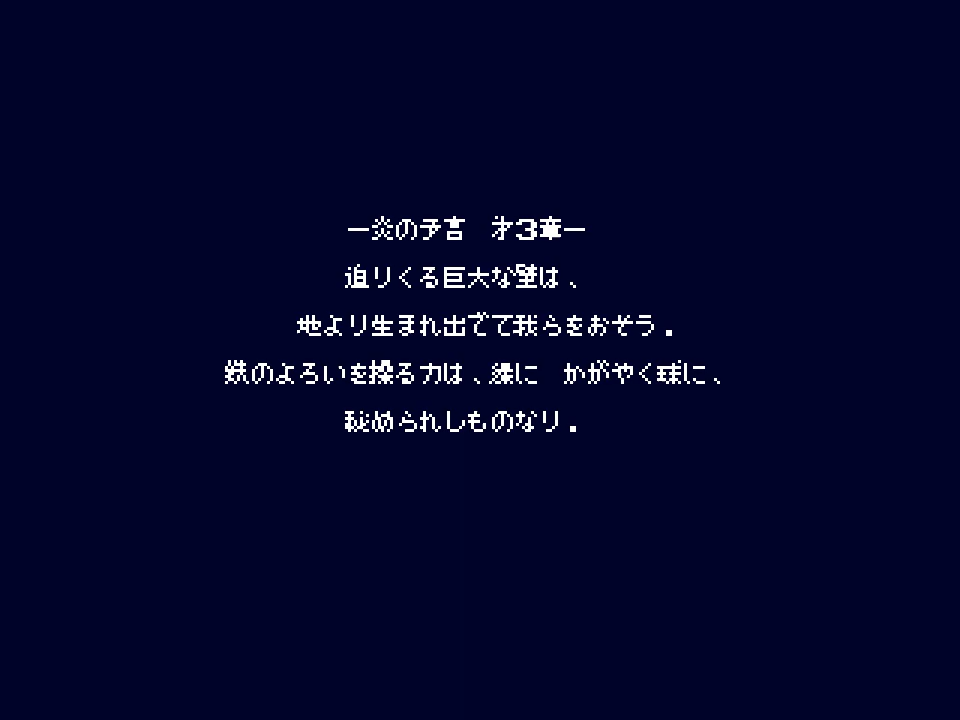 ー炎の予言　才3章ー
迫りくる巨大な壁は、
地より生まれ出でて我らをおそう.
鉄のよろいを操る力は、緑に　かがやく球に、
秘められしものなり.